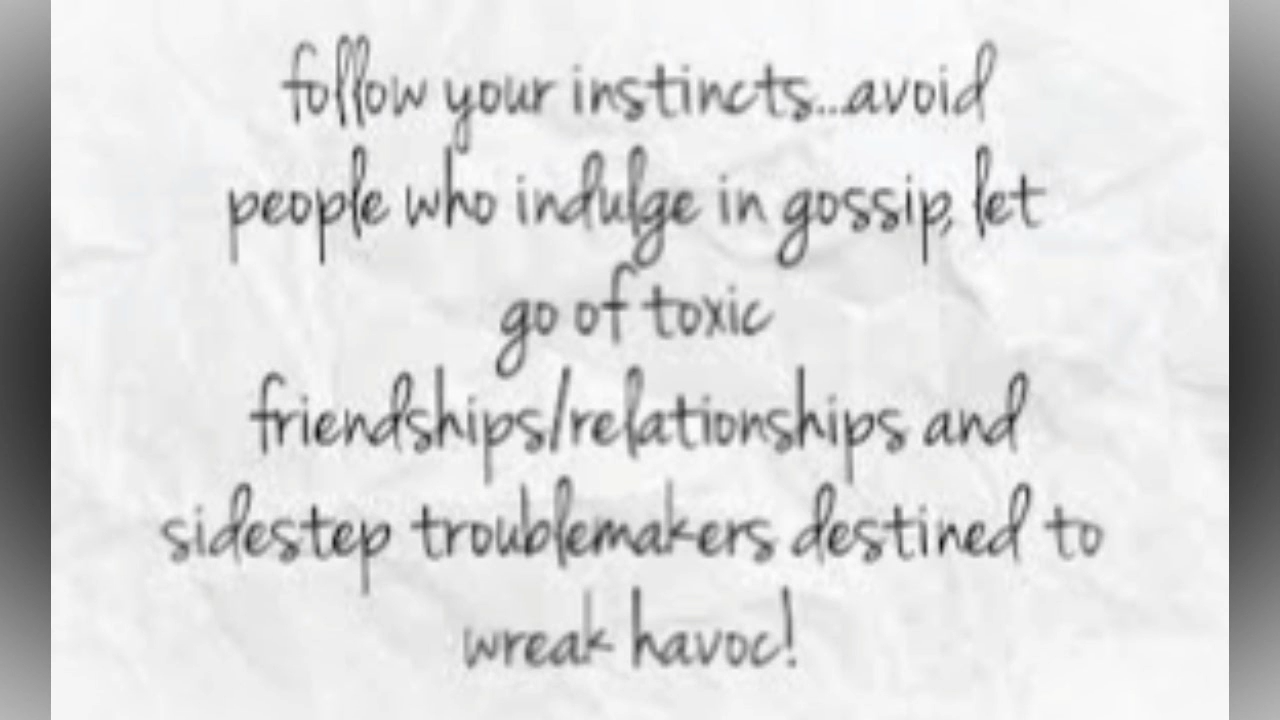 follow your instincts...avoid
people who indulge in gossip, let
go of toxic
friendships/relationships and
sidestep troublemakers destined to
wreak havoc!